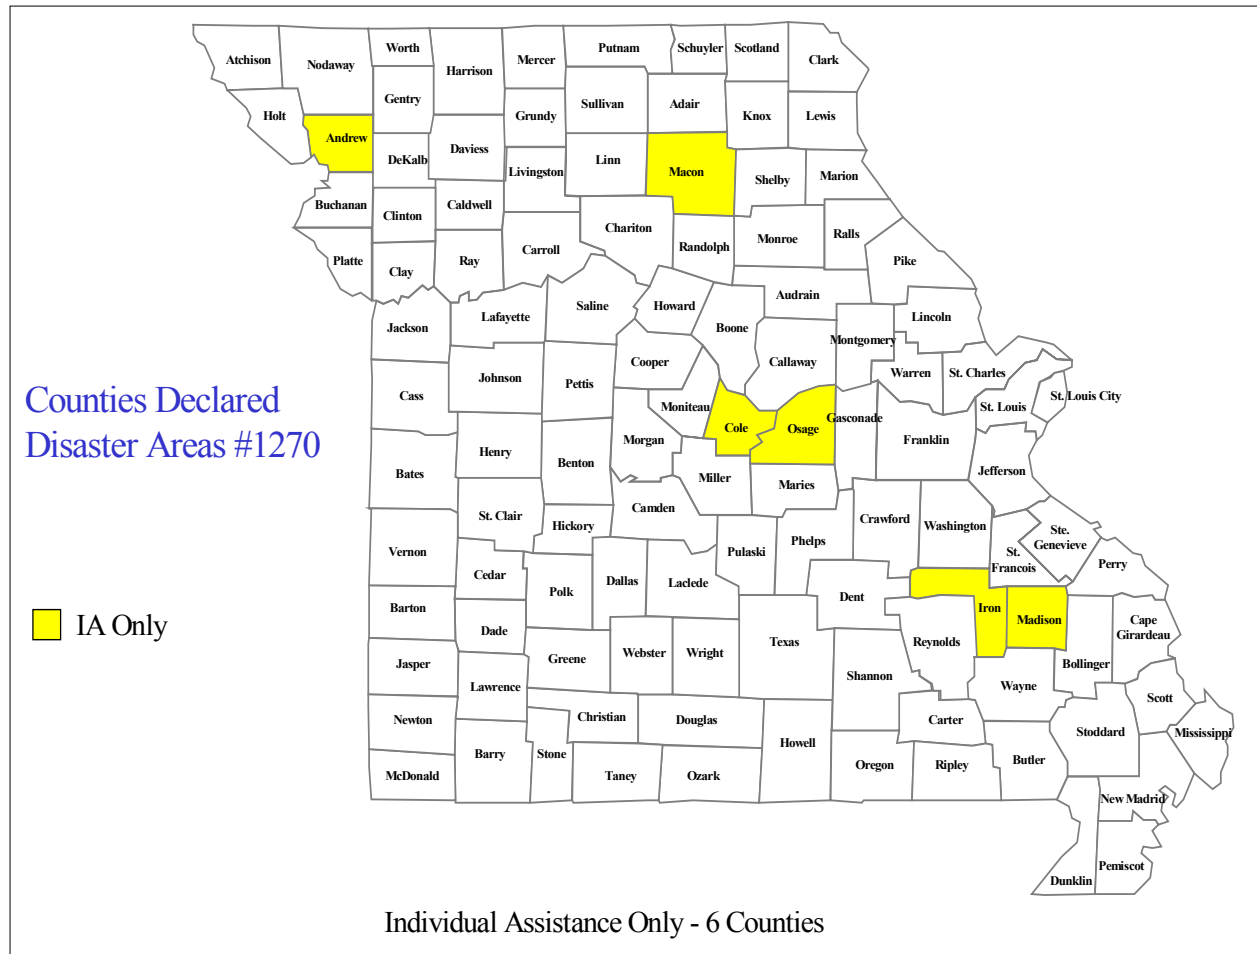 Atchison
Nodaway
Worth
Harrison
Mercer
Putnam
Schuyler
Scotland
Clark
Gentry
Sullivan
Adair
Holt
Grundy
Knox
Lewis
Andrew
DeKalb
Daviess
Livingston
Linn
Macon
Shelby
Marion
Buchanan
Clinton
Caldwell
Chariton
Randolph
Monroe
Ralls
Platte
Clay
Ray
Carroll
Pike
Jackson
Lafayette
Saline
Howard
Boone
Audrain
Lincoln
Cooper
Callaway
Montgomery
Warren
St. Charles
Cass
Johnson
Pettis
Moniteau
St. Louis
St. Louis City
Counties Declared
Disaster Areas #1270
Cole
Osage
Gasconade
Franklin
Bates
Henry
Benton
Morgan
Miller
Maries
Jefferson
St. Clair
Hickory
Camden
Crawford
Washington
Vernon
Cedar
Pulaski
Phelps
St.
Francois
Ste.
Genevieve
Perry
Polk
Dallas
Laclede
Dent
IA Only
Barton
Dade
Texas
Iron
Madison
Cape
Girardeau
Jasper
Greene
Webster
Wright
Reynolds
Bollinger
Lawrence
Shannon
Wayne
Scott
Newton
Christian
Douglas
Howell
Carter
Stoddard
Mississippi
McDonald
Barry
Stone
Taney
Ozark
Oregon
Ripley
Butler
New Madrid
Pemiscot
Dunklin
Individual Assistance Only - 6 Counties